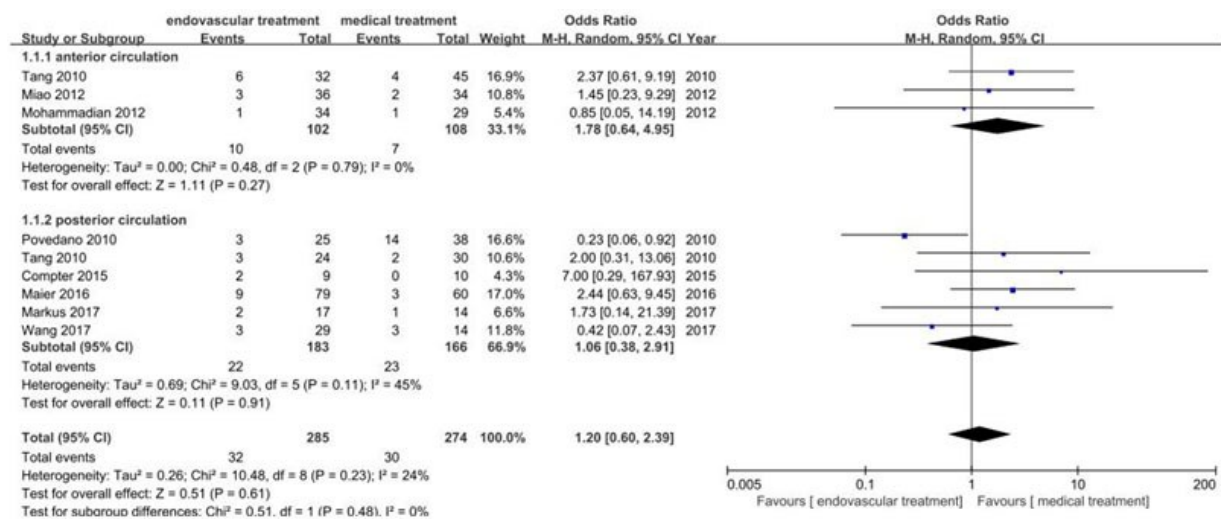 endovascular treatment medical treatment Odds Ratio Odds Ratio
Study or Subgroup Events Total Events Total Weight M-H, Random, 95% CI Year M-H, Random, 95% CI
1.1.1 anterior circulation
Tang 2010 6 32 4 45 16.9% 2.37 [0.61, 9.19] 2010
Miao 2012 3 36 2 34 10.8% 1.45 [0.23, 9.29] 2012
Mohammadian 2012 1 34 1 29 5.4% 0.85 [0.05, 14.19] 2012
Subtotal (95% CI) 102 108 33.1% 1.78 [0.64, 4.95]
Total events 10 7
Heterogeneity: Tau² = 0.00; Chi² = 0.48, df = 2 (P = 0.79); I² = 0%
Test for overall effect: Z = 1.11 (P = 0.27)
1.1.2 posterior circulation
Povedano 2010 3 25 14 38 16.6% 0.23 [0.06, 0.92] 2010
Tang 2010 3 24 2 30 10.6% 2.00 [0.31, 13.06] 2010
Compter 2015 2 9 0 10 4.3% 7.00 [0.29, 167.93] 2015
Maier 2016 9 79 3 60 17.0% 2.44 [0.63, 9.45] 2016
Markus 2017 2 17 1 14 6.6% 1.73 [0.14, 21.39] 2017
Wang 2017 3 29 3 14 11.8% 0.42 [0.07, 2.43] 2017
Subtotal (95% CI) 183 166 66.9% 1.06 [0.38, 2.91]
Total events 22 23
Heterogeneity: Tau² = 0.69; Chi² = 9.03, df = 5 (P = 0.11); I² = 45%
Test for overall effect: Z = 0.11 (P = 0.91)
Total (95% CI) 285 274 100.0% 1.20 [0.60, 2.39]
Total events 32 30
Heterogeneity: Tau² = 0.26; Chi² = 10.48, df = 8 (P = 0.23); I² = 24%
Test for overall effect: Z = 0.51 (P = 0.61)
Test for subgroup differences: Chi² = 0.51, df = 1 (P = 0.48), I² = 0%
0.005 0.1 1 10 200
Favours [ endovascular treatment] Favours [ medical treatment]